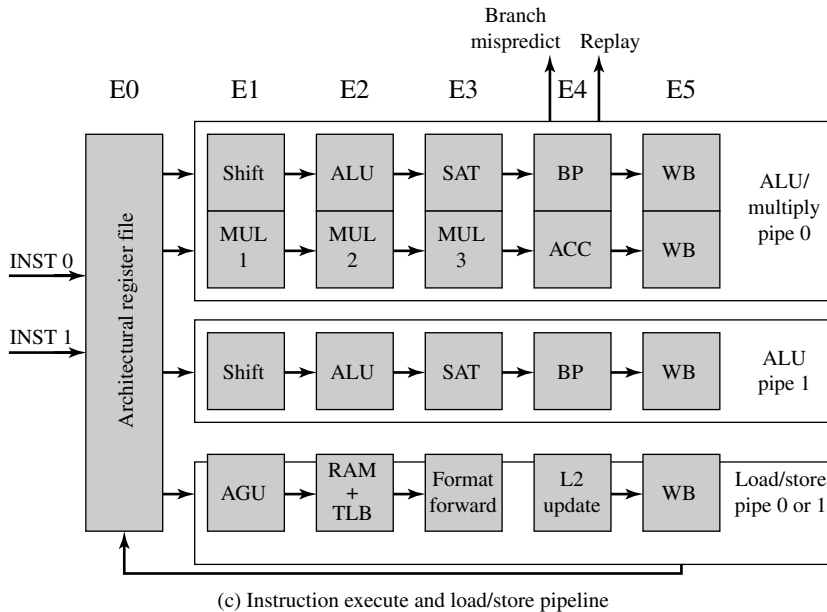 Branch
mispredict
Replay
E0
E1
E2
E3
E4
E5
Shift
ALU
SAT
BP
WB
ALU/
multiply
pipe 0
MUL
1
MUL
2
MUL
3
ACC
WB
INST 0
INST 1
Architectural register file
Shift
ALU
SAT
BP
WB
ALU
pipe 1
AGU
RAM
+
TLB
Format
forward
L2
update
WB
Load/store
pipe 0 or 1
(c) Instruction execute and load/store pipeline